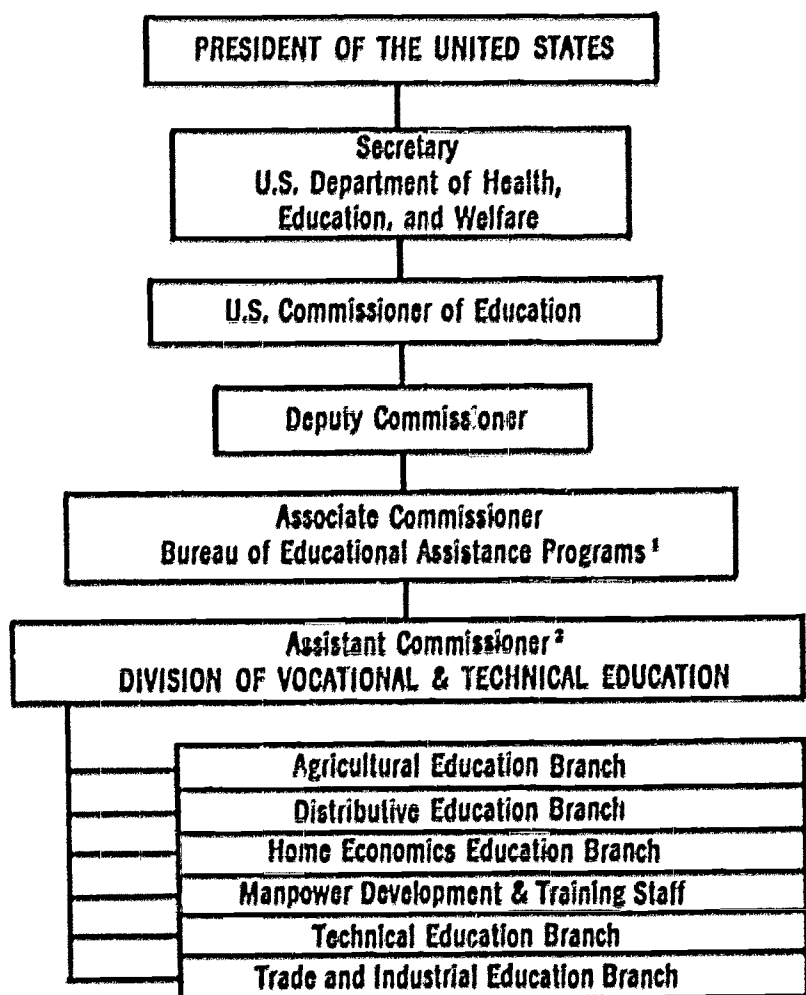 PRESIDENT OF THE UNITED STATES
Secretary
U.S. Department of Health,
Education, and Welfare
U.S. Commissioner of Education
Deputy Commissioner
Associate Commissioner
Bureau of Educational Assistance Programs ¹
Assistant Commissioner ²
DIVISION OF VOCATIONAL & TECHNICAL EDUCATION
Agricultural Education Branch
Distributive Education Branch
Home Economics Education Branch
Manpower Development & Training Staff
Technical Education Branch
Trade and Industrial Education Branch